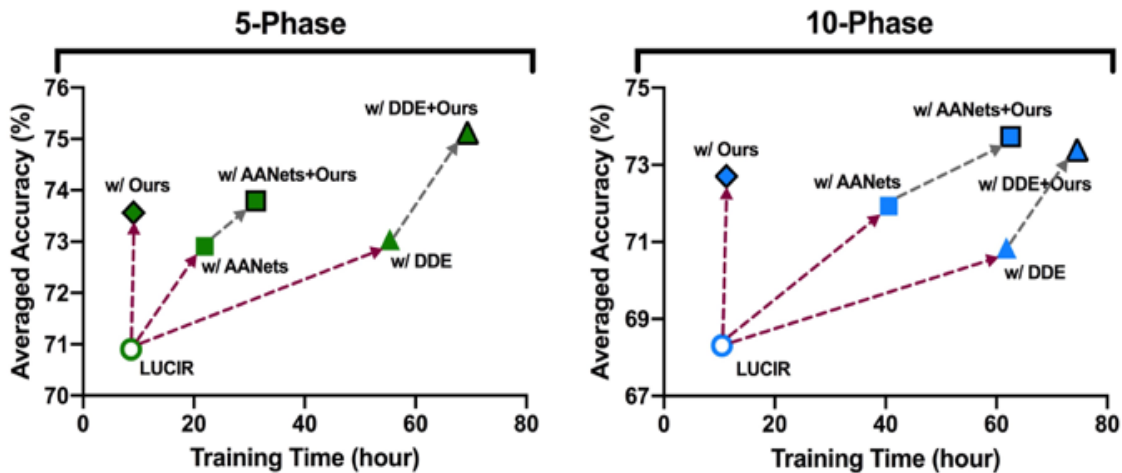 5-Phase
Averaged Accuracy (%)
76
75
74
73
72
71
70
w/ DDE+Ours
w/ Ours
w/ AANets+Ours
w/ AANets
w/ DDE
LUCIR
0 20 40 60 80
Training Time (hour)
10-Phase
Averaged Accuracy (%)
75
73
71
69
67
w/ AANets+Ours
w/ Ours
w/ AANets
w/ DDE+Ours
w/ DDE
LUCIR
0 20 40 60 80
Training Time (hour)